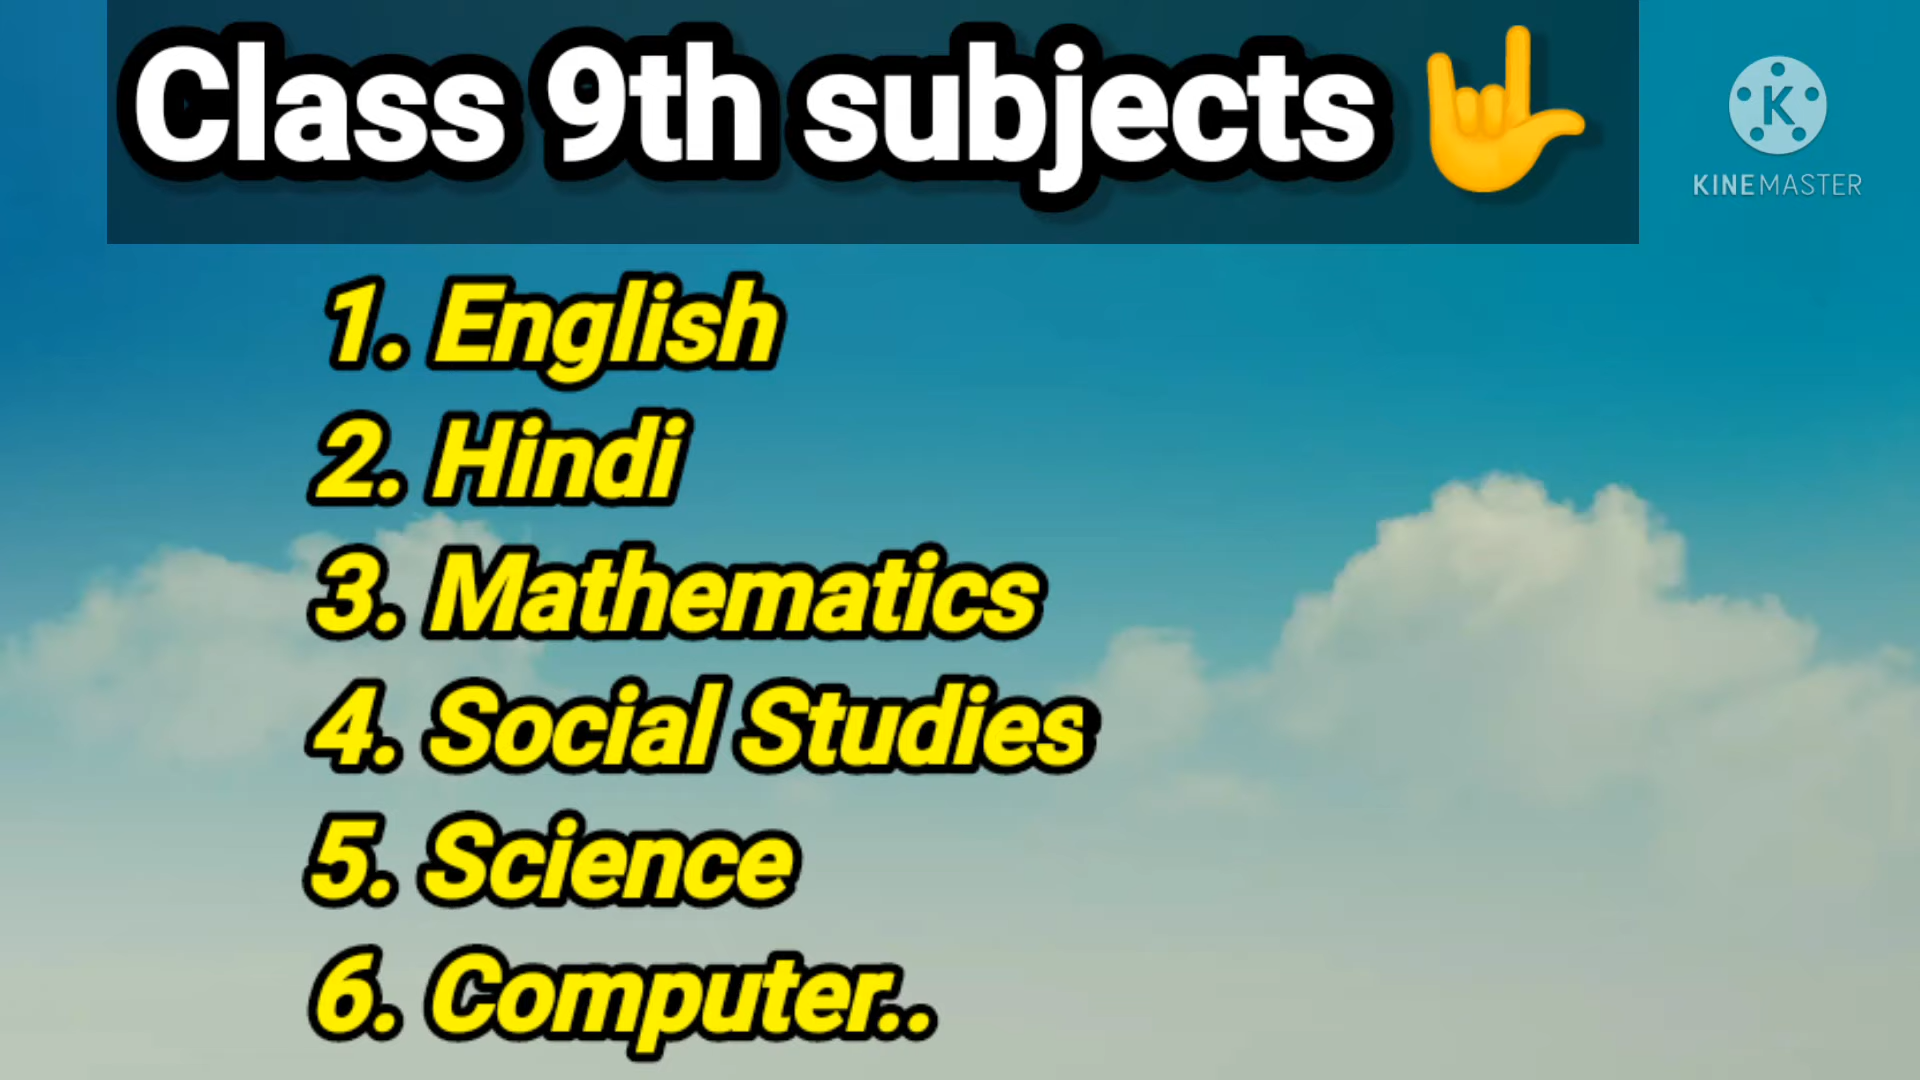 Class 9th subjects 🤟
K
KINEMASTER
1. English
2. Hindi
3. Mathematics
4. Social Studies
5. Science
6. Computer..